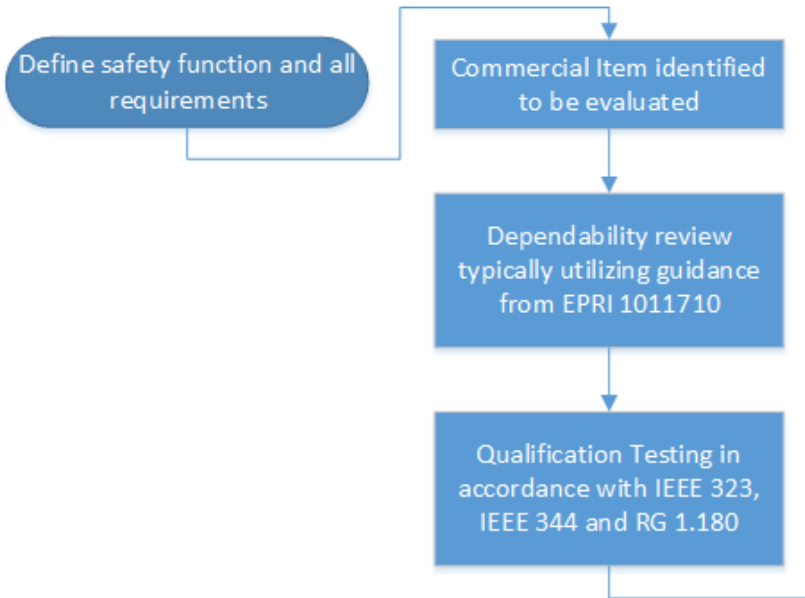 Define safety function and all
requirements
Commercial Item identified
to be evaluated
Dependability review
typically utilizing guidance
from EPRI 1011710
Qualification Testing in
accordance with IEEE 323,
IEEE 344 and RG 1.180